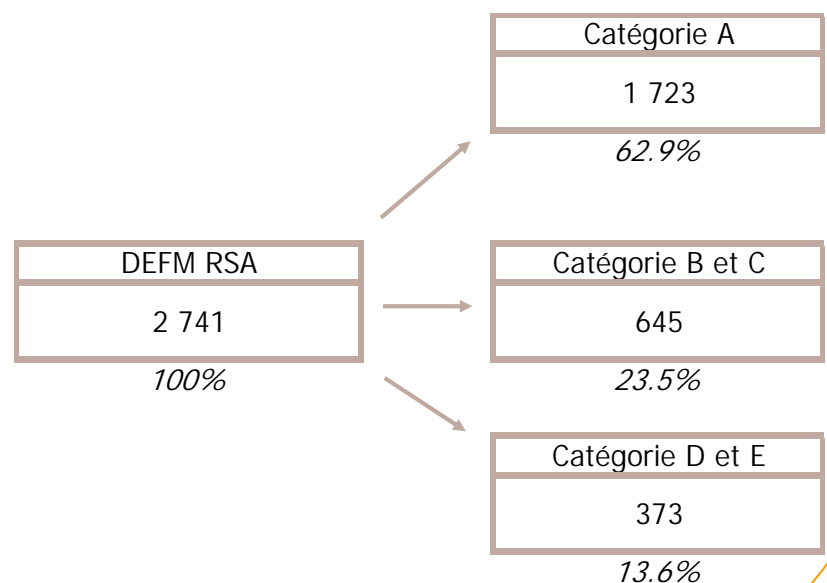 Catégorie A
1 723
62.9%
DEFM RSA
2 741
100%
Catégorie B et C
645
23.5%
Catégorie D et E
373
13.6%